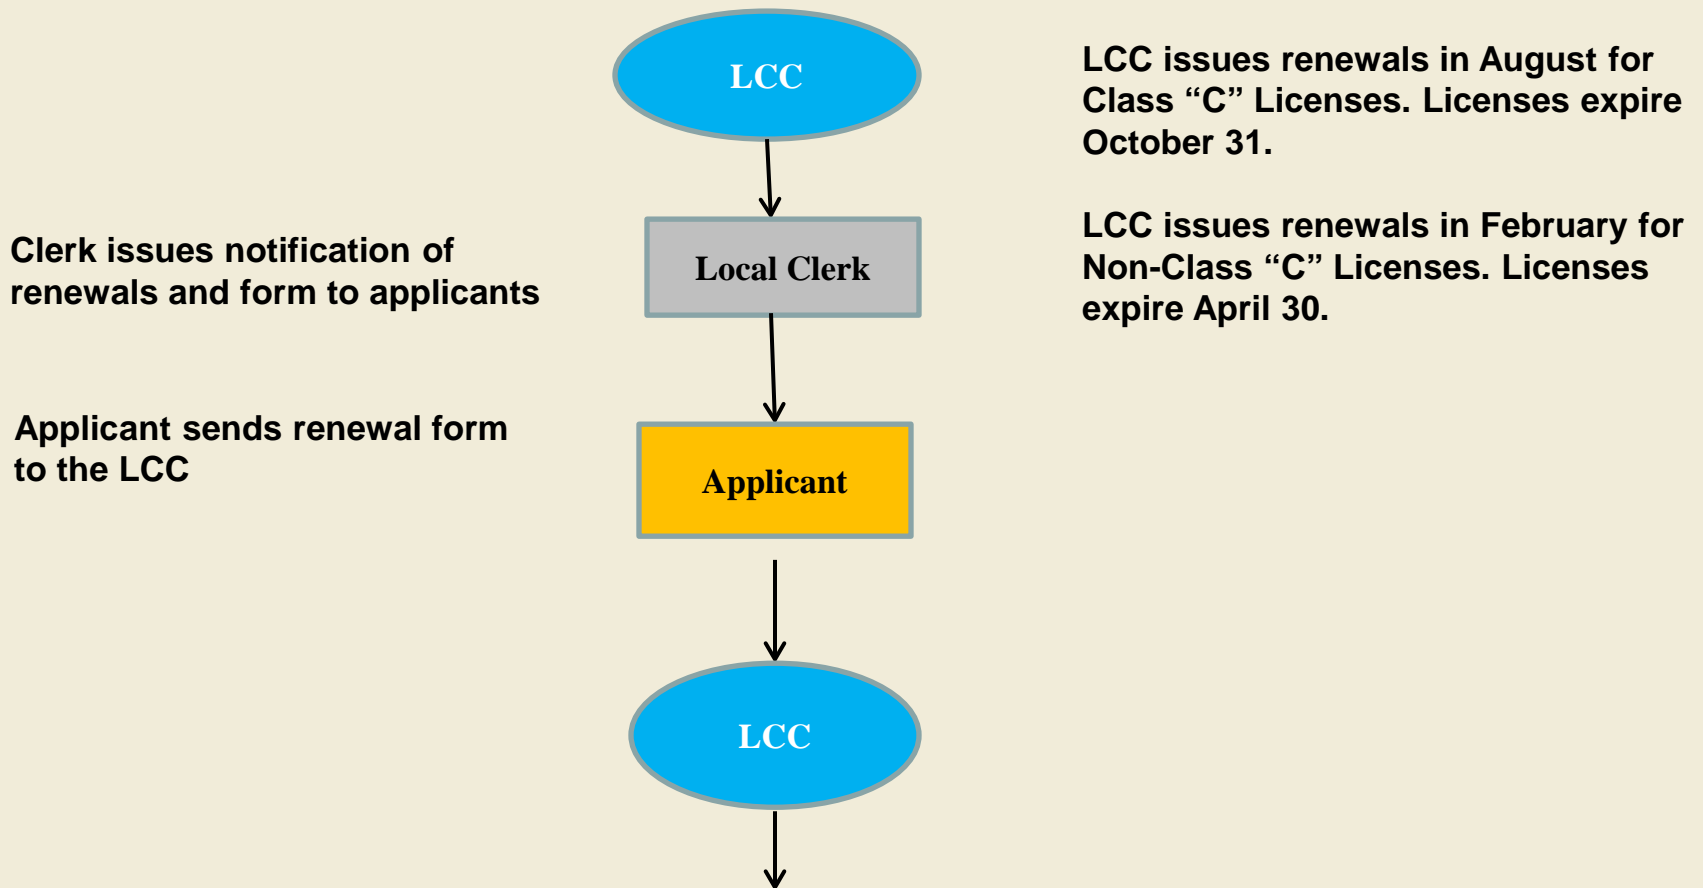 LCC
LCC issues renewals in August for
Class “C” Licenses. Licenses expire
October 31.
LCC issues renewals in February for
Non-Class “C” Licenses. Licenses
expire April 30.
Clerk issues notification of
renewals and form to applicants
Local Clerk
Applicant sends renewal form
to the LCC
Applicant
LCC